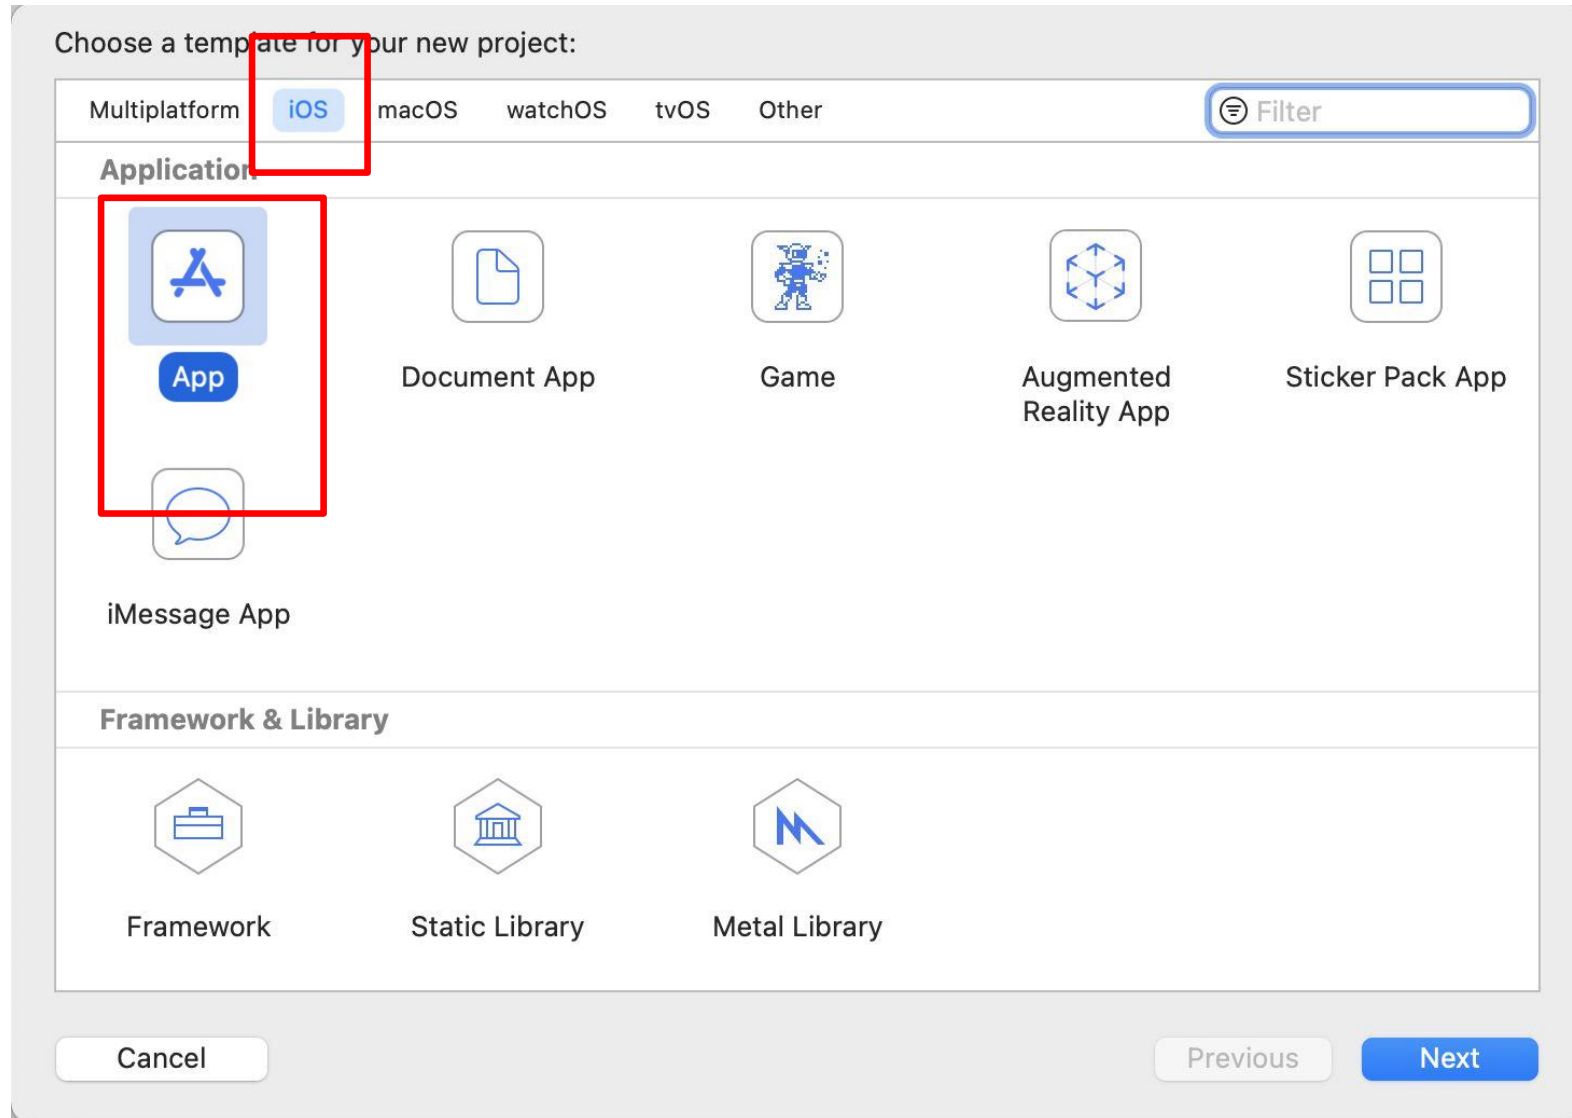 Choose a template for your new project:
Multiplatform iOS macOS watchOS tvOS Other Filter
Application
App Document App Game Augmented Reality App Sticker Pack App
iMessage App
Framework & Library
Framework Static Library Metal Library
Cancel Previous Next